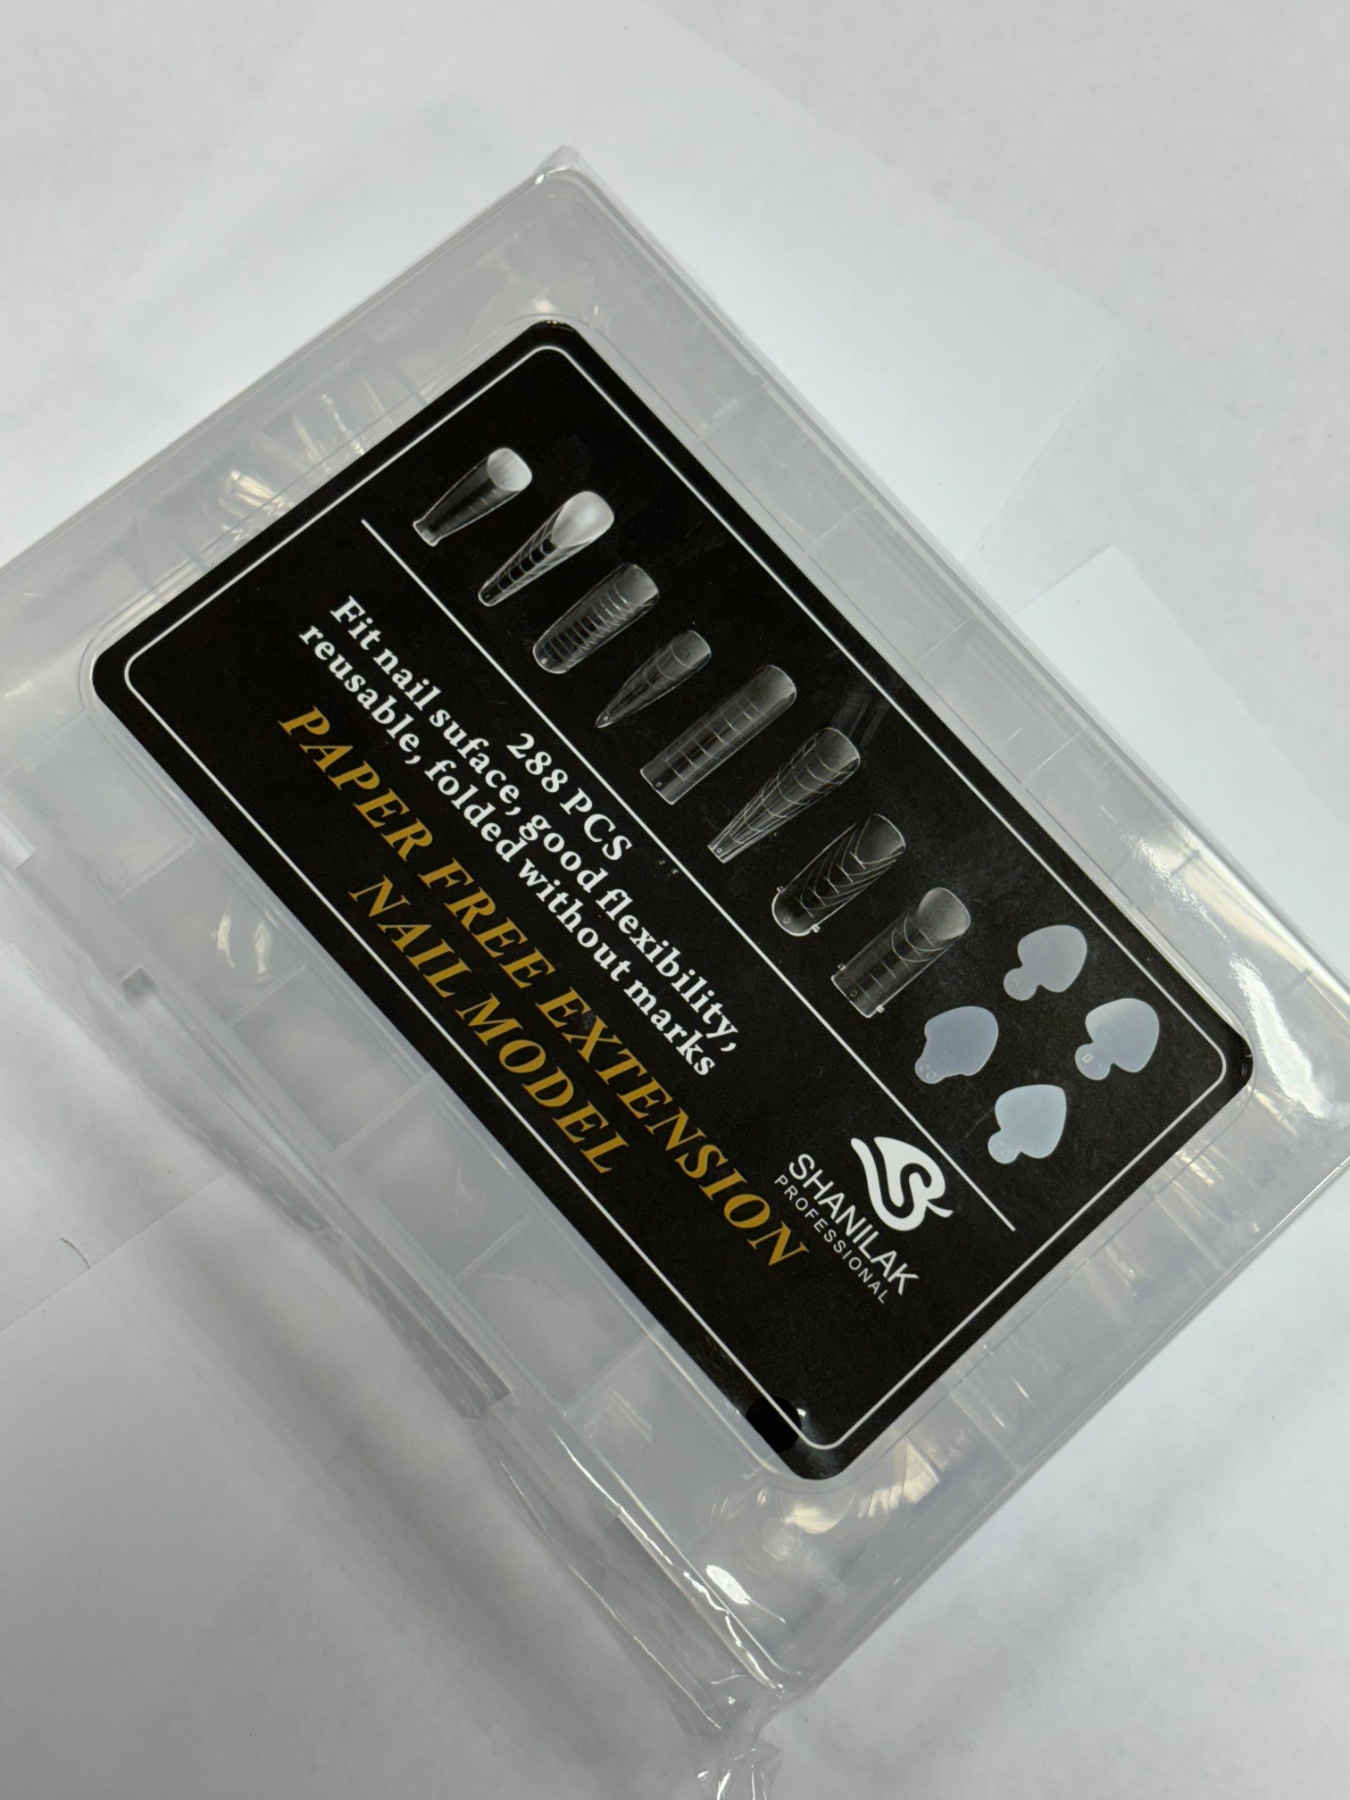 288 PCS
Fit nail suface, good flexibility,
reusable, folded without marks
PAPER FREE EXTENSION
NAIL MODEL
SHANILAK
PROFESSIONAL